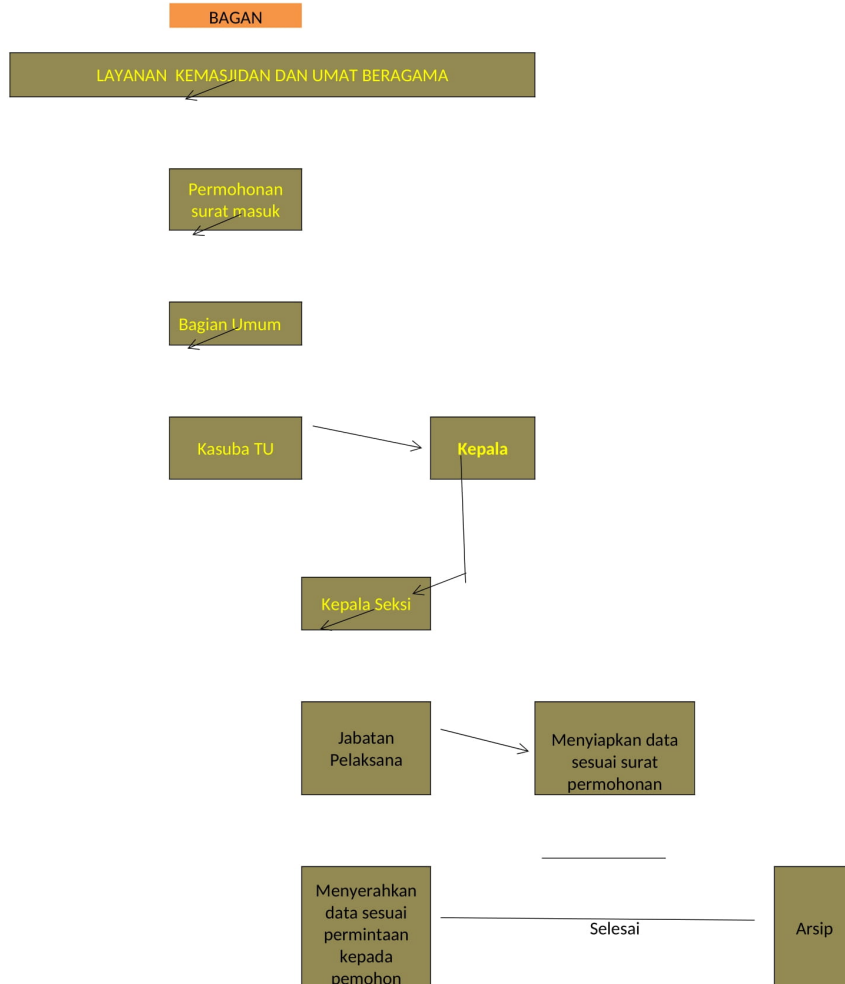 BAGAN
LAYANAN  KEMASJIDAN DAN UMAT BERAGAMA
Permohonan
surat masuk
Bagian Umum
Kasuba TU
Kepala
Kepala Seksi
Jabatan
Pelaksana
Menyiapkan data
sesuai surat
permohonan
Menyerahkan
data sesuai
permintaan
kepada
pemohon
Selesai
Arsip